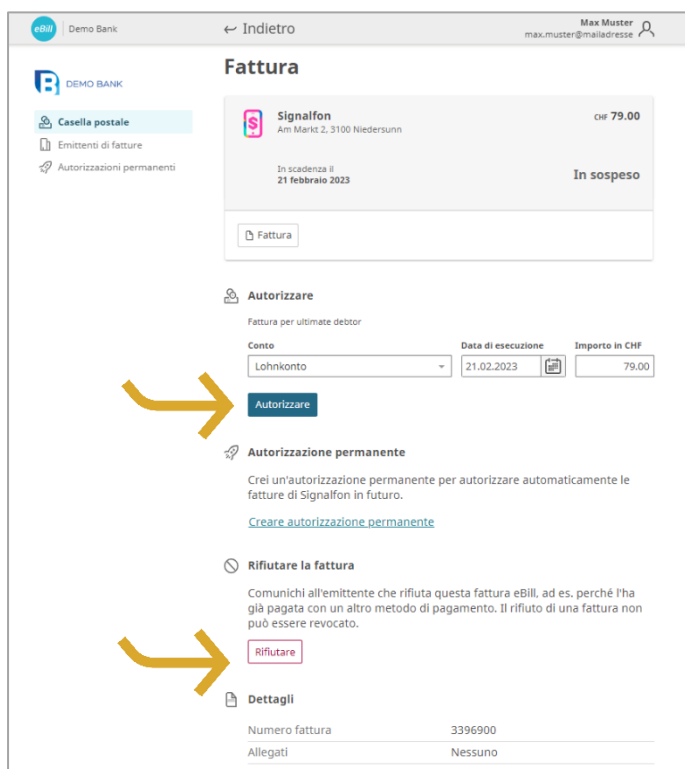 eBill
Demo Bank
← Indietro
Max Muster
max.muster@mailadresse
DEMO BANK
Casella postale
Emittenti di fatture
Autorizzazioni permanenti
Fattura
Signalfon
CHF 79.00
Am Markt 2, 3100 Niedersunn
In scadenza il
21 febbraio 2023
In sospeso
Fattura
Autorizzare
Fattura per ultimate debtor
Conto
Data di esecuzione
Importo in CHF
Lohnkonto
21.02.2023
79.00
Autorizzare
Autorizzazione permanente
Crei un'autorizzazione permanente per autorizzare automaticamente le
fatture di Signalfon in futuro.
Creare autorizzazione permanente
Rifiutare la fattura
Comunichi all'emittente che rifiuta questa fattura eBill, ad es. perché l'ha
già pagata con un altro metodo di pagamento. Il rifiuto di una fattura non
può essere revocato.
Rifiutare
Dettagli
Numero fattura 3396900
Allegati Nessuno